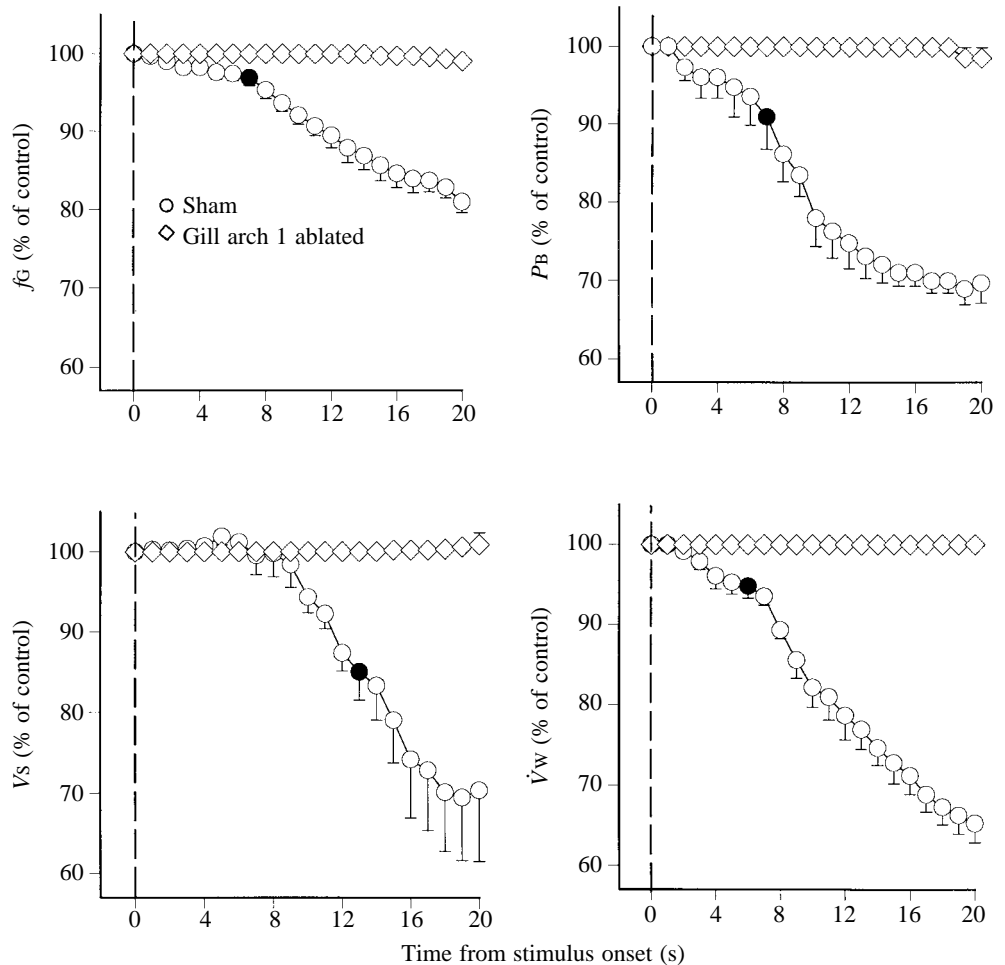 100
90
80
70
60
fG (% of control)
Sham
Gill arch 1 ablated
0 4 8 12 16 20
100
90
80
70
60
PB (% of control)
0 4 8 12 16 20
100
90
80
70
60
VS (% of control)
0 4 8 12 16 20
100
90
80
70
60
V̇W (% of control)
0 4 8 12 16 20
Time from stimulus onset (s)